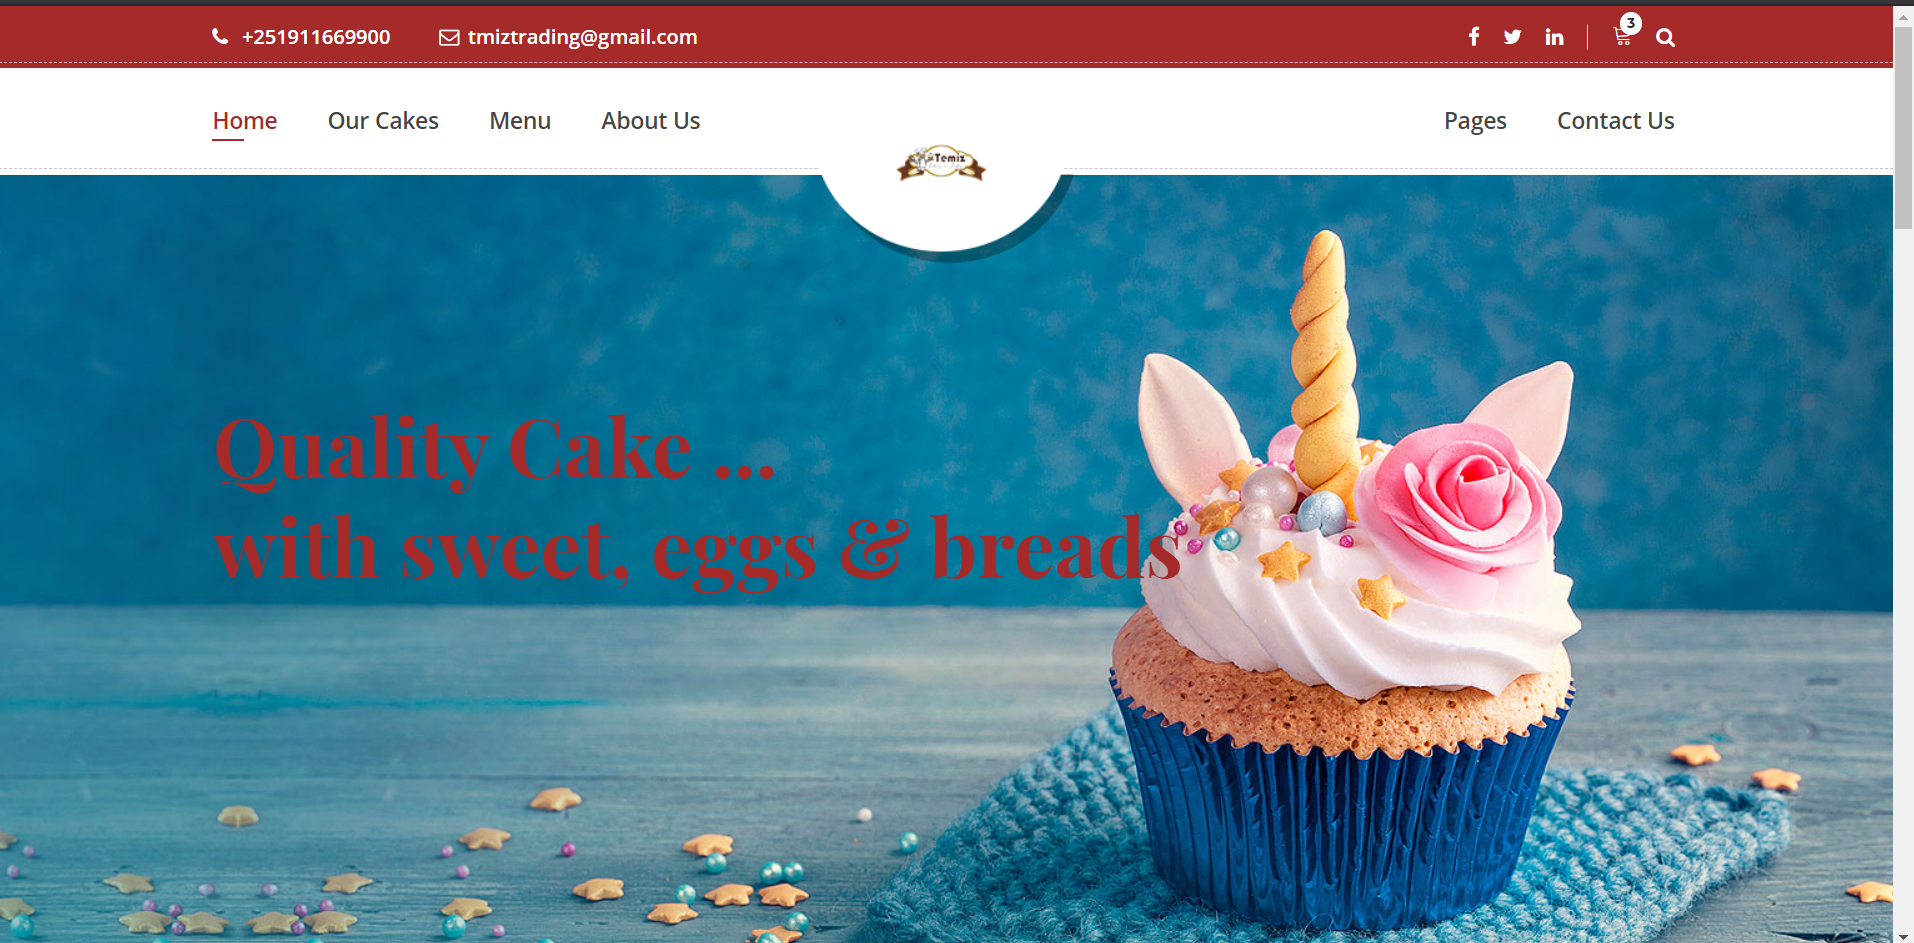 +251911669900 tmiztrading@gmail.com 3
Home Our Cakes Menu About Us Pages Contact Us
Temiz
Quality Cake ...
with sweet, eggs & breads